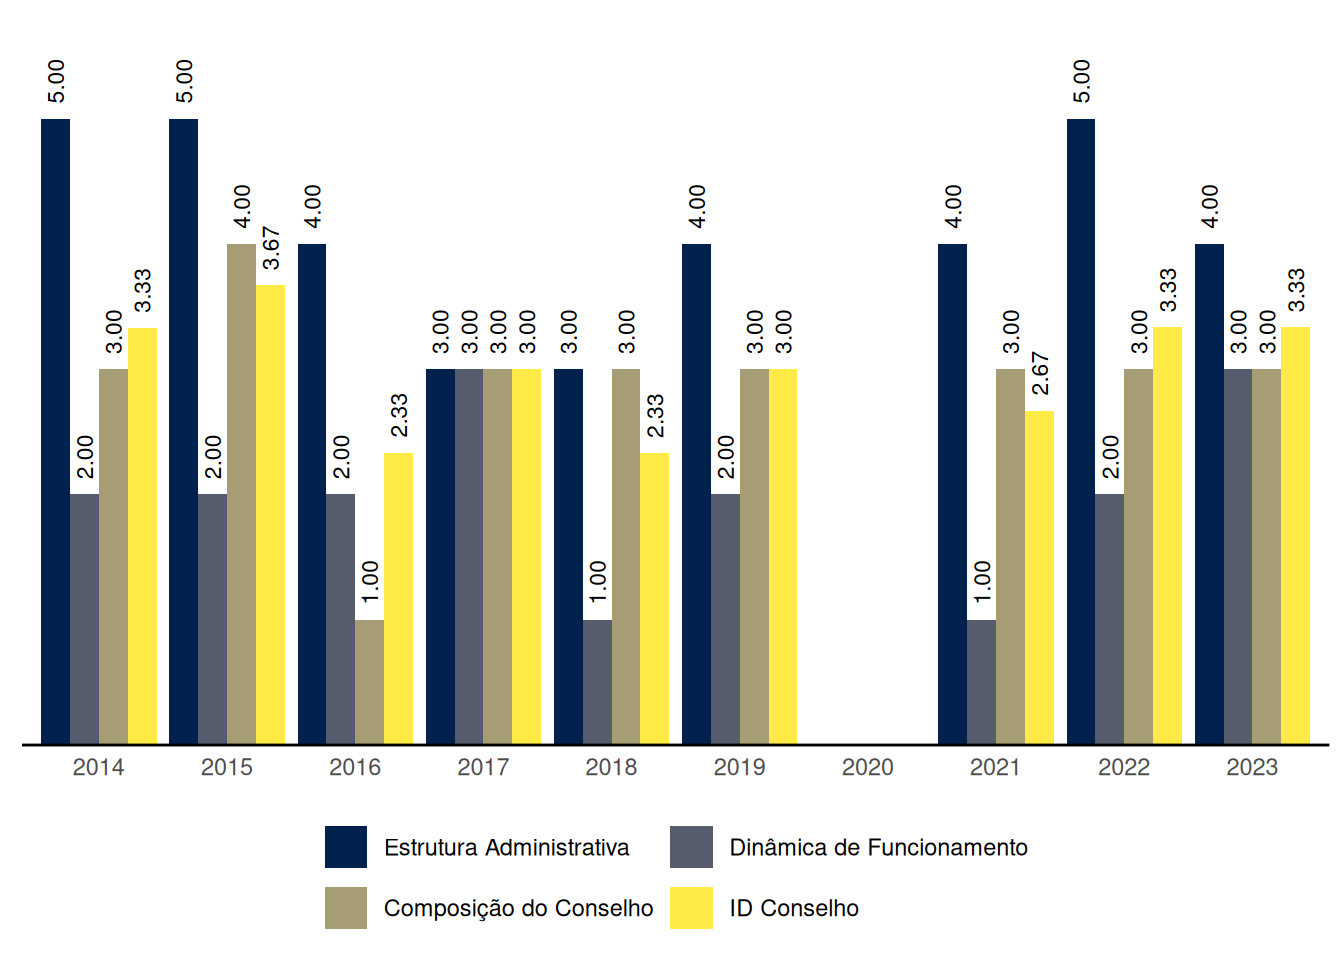 5.00 2.00 3.00 3.33 5.00 2.00 4.00 3.67 4.00 2.00 1.00 2.33 3.00 3.00 3.00 3.00 3.00 1.00 3.00 2.33 4.00 2.00 3.00 3.00 4.00 1.00 3.00 2.67 5.00 2.00 3.00 3.33 4.00 3.00 3.00 3.33
2014 2015 2016 2017 2018 2019 2020 2021 2022 2023
Estrutura Administrativa Dinâmica de Funcionamento
Composição do Conselho ID Conselho